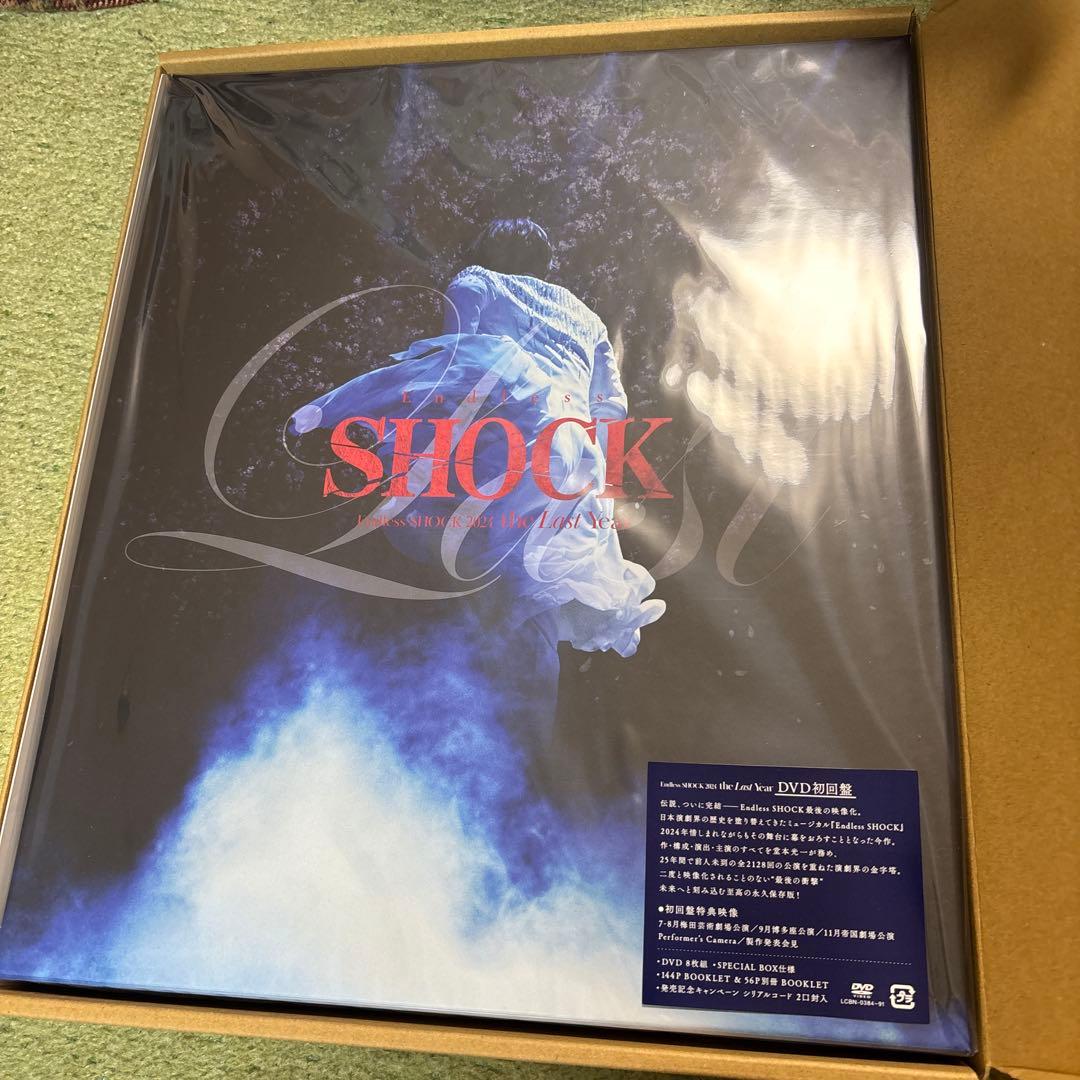 Last
Endless
SHOCK
Endless SHOCK 2024 the Last Year
Endless SHOCK 2024 the Last Year DVD初回盤
伝説、ついに完結——Endless SHOCK最後の映像化。
日本演劇界の歴史を塗り替えてきたミュージカル『Endless SHOCK』
2024年惜しまれながらもその舞台に幕をおろすこととなった今作。
作・構成・演出・主演のすべてを堂本光一が務め、
25年間で前人未到の全2128回の公演を重ねた演劇界の金字塔。
二度と映像化されることのない"最後の衝撃"
未来へと刻み込む至高の永久保存版!
●初回盤特典映像
7-8月梅田芸術劇場公演/9月博多座公演/11月帝国劇場公演
Performer's Camera/製作発表会見
・DVD 8枚組 ・SPECIAL BOX仕様
・144P BOOKLET & 56P別冊 BOOKLET
・発売記念キャンペーン シリアルコード 2口封入
DVD
VIDEO
LCBN-0384~91
プラ